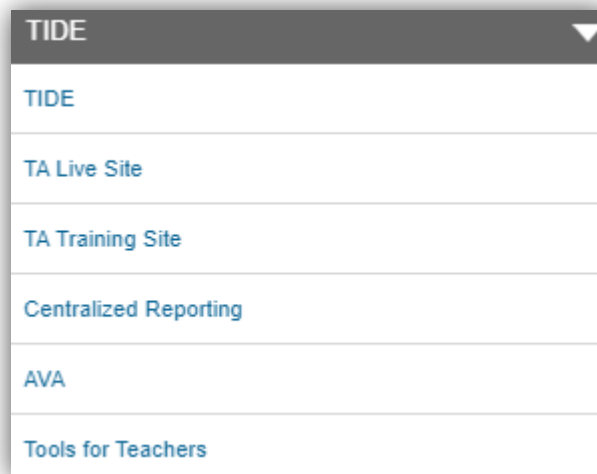 TIDE
TIDE
TA Live Site
TA Training Site
Centralized Reporting
AVA
Tools for Teachers